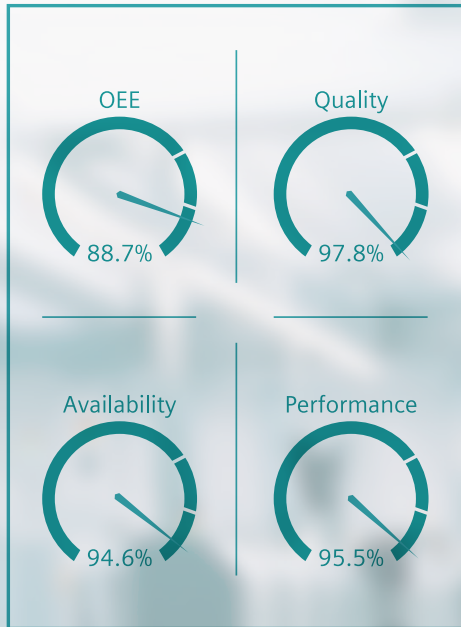 OEE
88.7%
Quality
97.8%
Availability
94.6%
Performance
95.5%